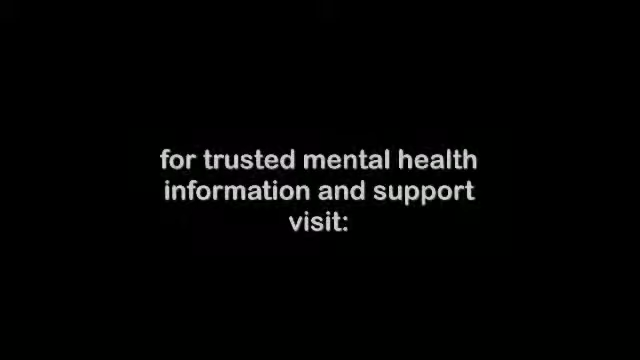 for trusted mental health
information and support
visit: